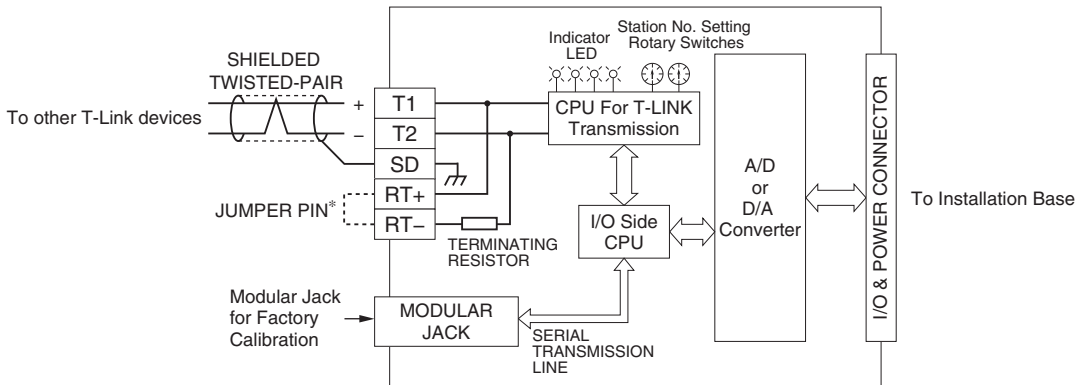 Indicator
LED
Station No. Setting
Rotary Switches
SHIELDED
TWISTED-PAIR
To other T-Link devices
+
−
T1
T2
SD
RT+
RT−
JUMPER PIN*
TERMINATING
RESISTOR
CPU For T-LINK
Transmission
I/O Side
CPU
A/D
or
D/A
Converter
I/O & POWER CONNECTOR
To Installation Base
Modular Jack
for Factory
Calibration
MODULAR
JACK
SERIAL
TRANSMISSION
LINE